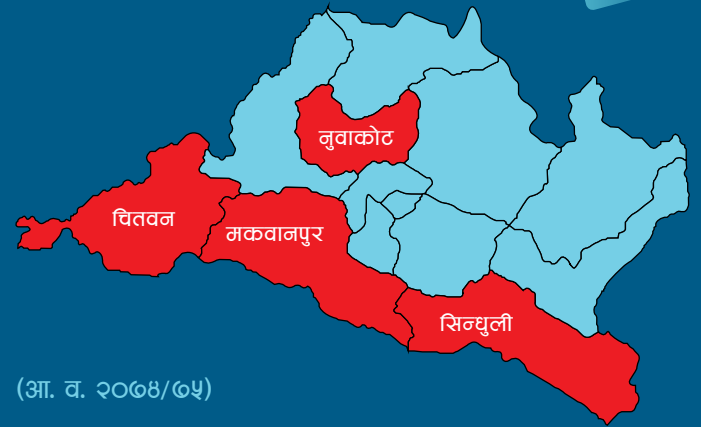 नुवाकोट
चितवन
मकवानपुर
सिन्धुली
(आ. व. २०७४/७५)